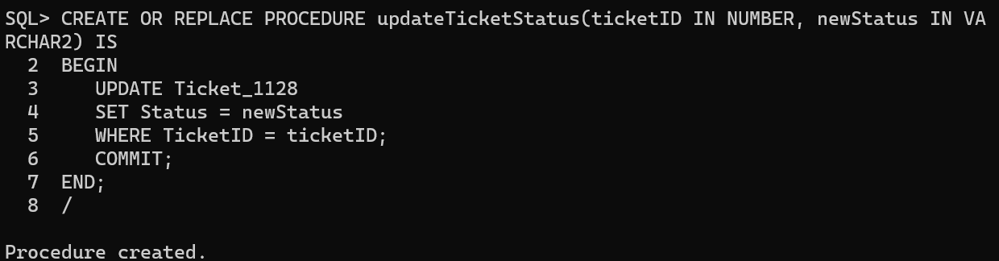 SQL> CREATE OR REPLACE PROCEDURE updateTicketStatus(ticketID IN NUMBER, newStatus IN VA
RCHAR2) IS
  2  BEGIN
  3     UPDATE Ticket_1128
  4     SET Status = newStatus
  5     WHERE TicketID = ticketID;
  6     COMMIT;
  7  END;
  8  /

Procedure created.